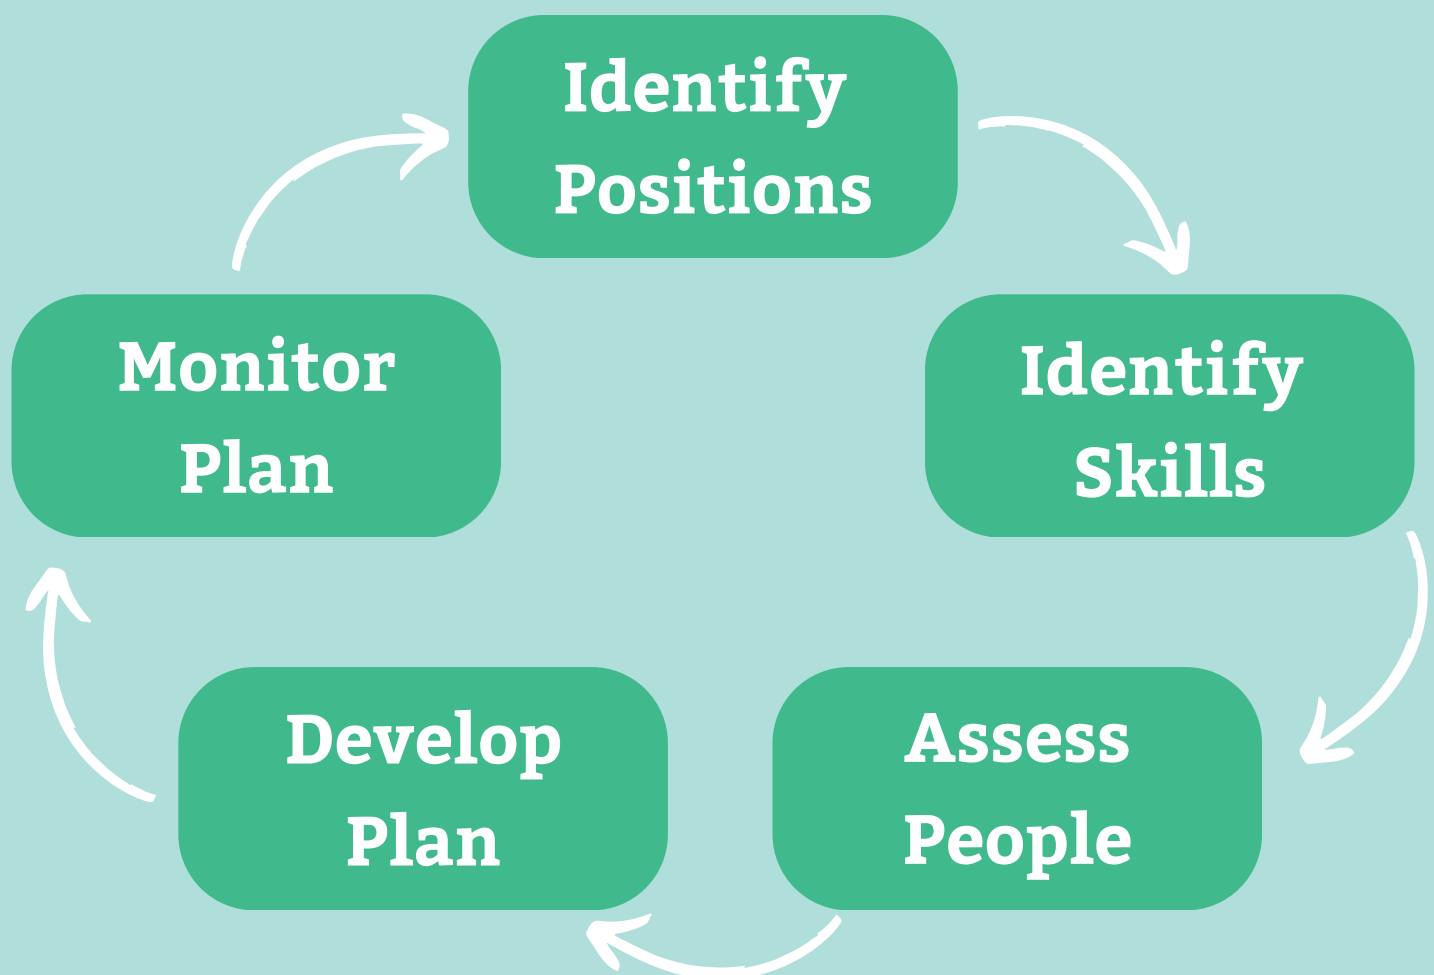 Identify
Positions
Identify
Skills
Assess
People
Develop
Plan
Monitor
Plan